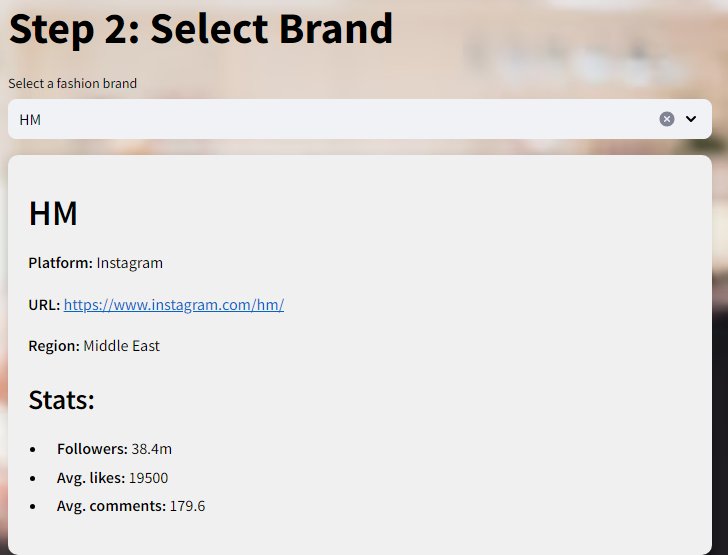 Step 2: Select Brand
Select a fashion brand
HM
HM
Platform: Instagram
URL: https://www.instagram.com/hm/
Region: Middle East
Stats:
Followers: 38.4m
Avg. likes: 19500
Avg. comments: 179.6